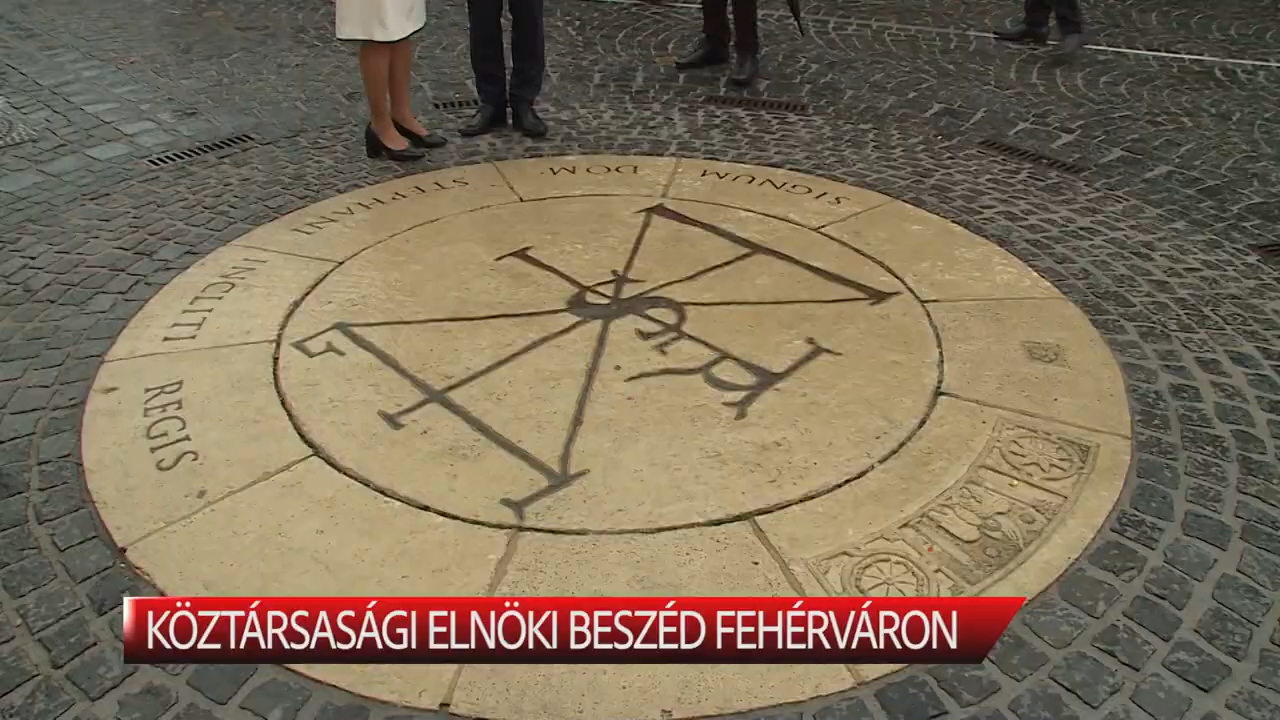 SIGNUM DOM STEPHANI INCLITI REGIS
KÖZTÁRSASÁGI ELNÖKI BESZÉD FEHÉRVÁRON